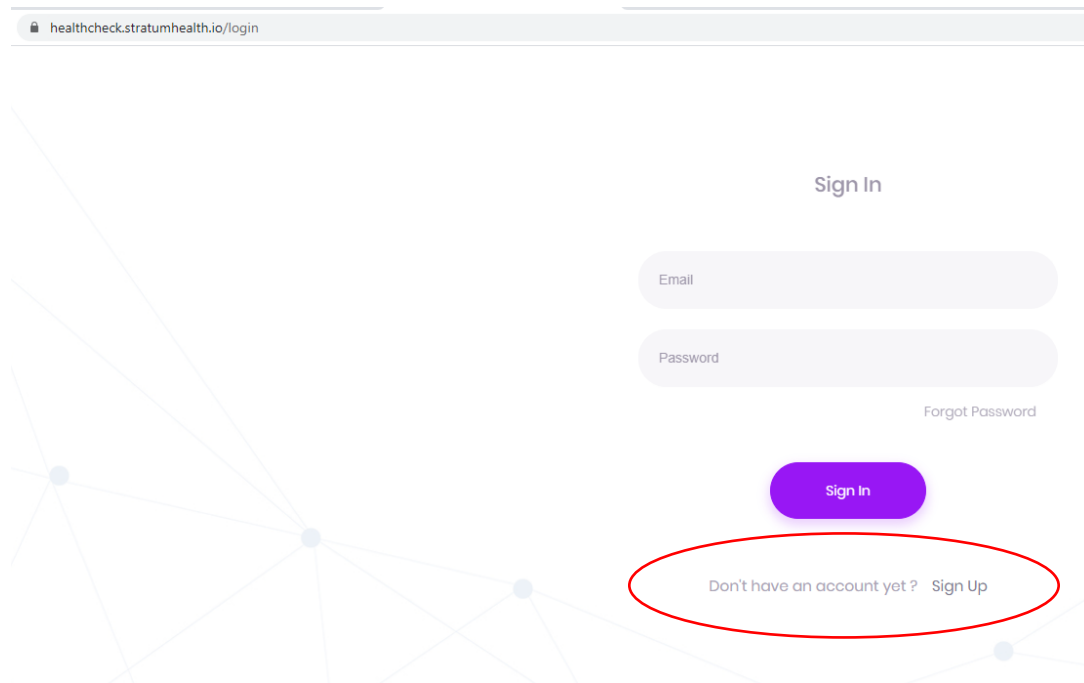 healthcheck.stratumhealth.io/login
Sign In
Email
Password
Forgot Password
Sign In
Don't have an account yet ? Sign Up